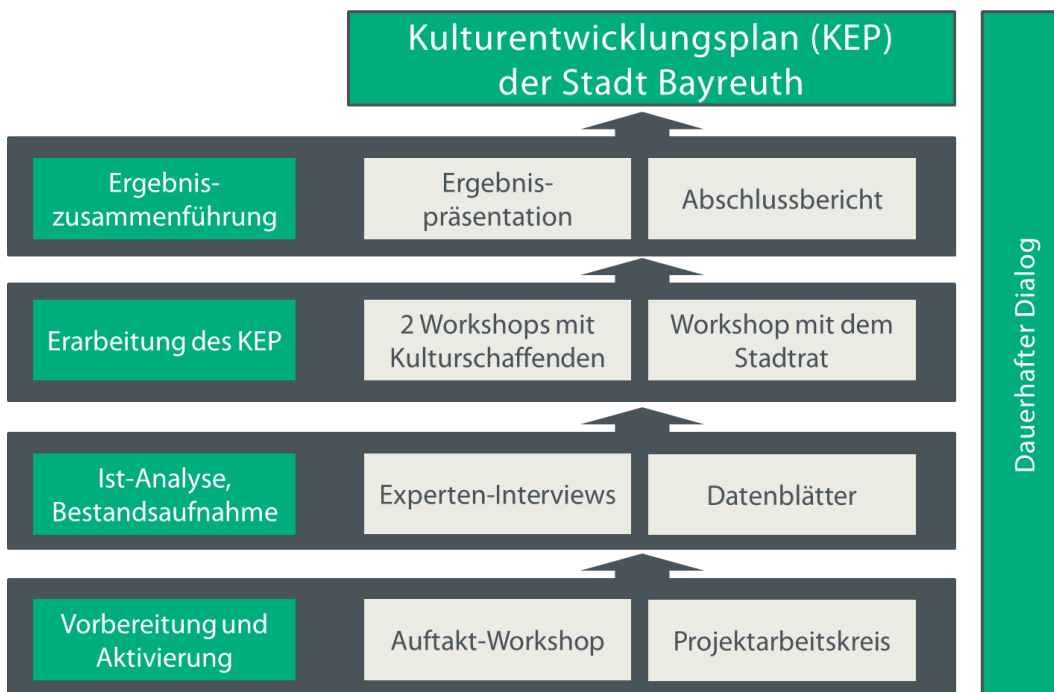 Kulturentwicklungsplan (KEP)
der Stadt Bayreuth
Ergebnis-
zusammenführung
Ergebnis-
präsentation
Abschlussbericht
Erarbeitung des KEP
2 Workshops mit
Kulturschaffenden
Workshop mit dem
Stadtrat
Ist-Analyse,
Bestandsaufnahme
Experten-Interviews
Datenblätter
Vorbereitung und
Aktivierung
Auftakt-Workshop
Projektarbeitskreis
Dauerhafter Dialog